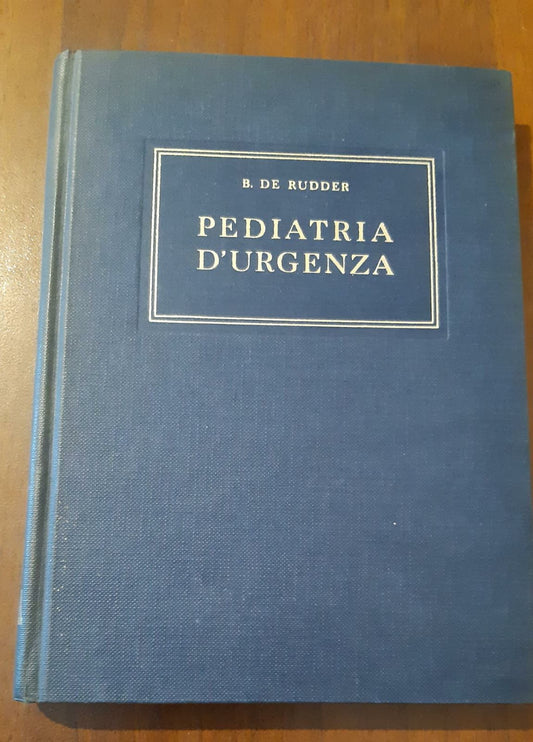 B. DE RUDDER
PEDIATRIA
D'URGENZA